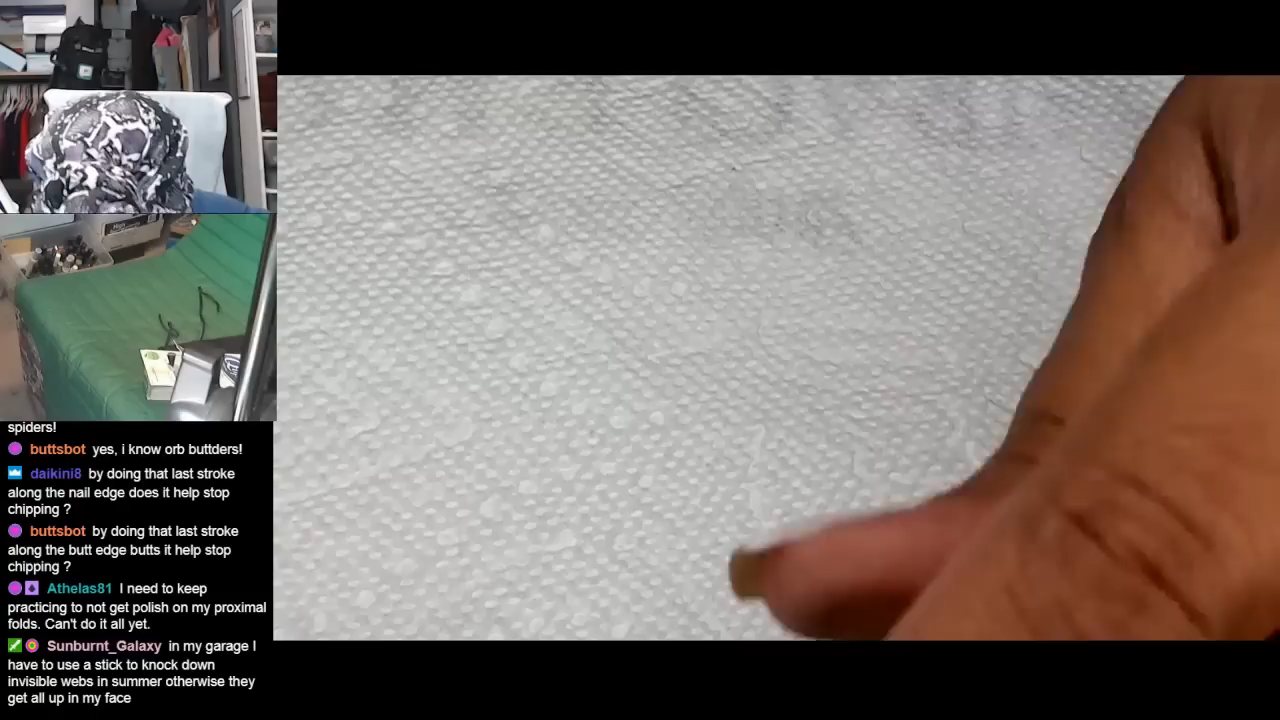 spiders!
buttsbot yes, i know orb buttders!
daikini8 by doing that last stroke
along the nail edge does it help stop
chipping ?
buttsbot by doing that last stroke
along the butt edge butts it help stop
chipping ?
Athelas81 I need to keep
practicing to not get polish on my proximal
folds. Can't do it all yet.
Sunburnt_Galaxy in my garage I
have to use a stick to knock down
invisible webs in summer otherwise they
get all up in my face